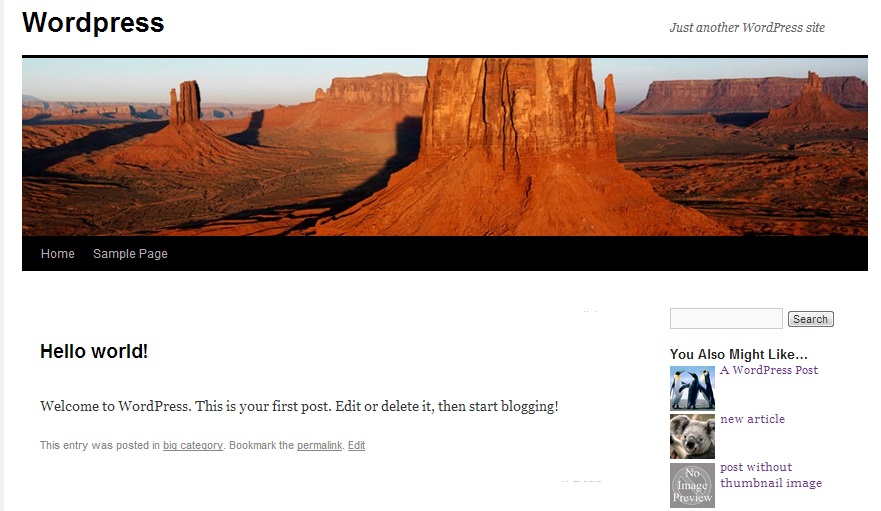 Wordpress
Just another WordPress site
Home
Sample Page
Search
Hello world!
Welcome to WordPress. This is your first post. Edit or delete it, then start blogging!
This entry was posted in big category. Bookmark the permalink. Edit
You Also Might Like...
A WordPress Post
new article
No
Image
Preview
post without
thumbnail image